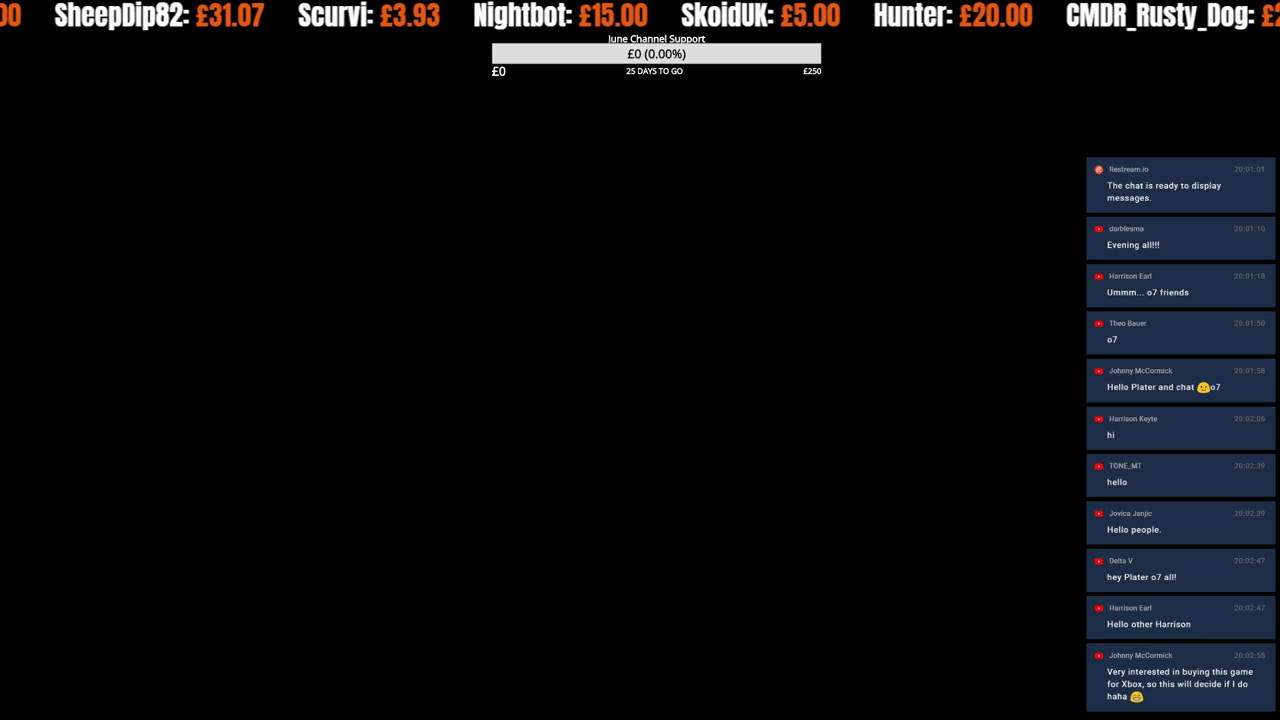 00 SheepDip82: £31.07 Scurvi: £3.93 Nightbot: £15.00 SkoidUK: £5.00 Hunter: £20.00 CMDR_Rusty_Dog:
June Channel Support
£0 (0.00%)
£0 25 DAYS TO GO £250
Restream.io 20:01:01
The chat is ready to display
messages.
darblesma 20:01:10
Evening all!!!
Harrison Earl 20:01:18
Ummm... o7 friends
Theo Bauer 20:01:50
o7
Johnny McCormick 20:01:58
Hello Plater and chat 😉o7
Harrison Keyte 20:02:06
hi
TONE_MT 20:02:39
hello
Jovica Janjic 20:02:39
Hello people.
Delta V 20:02:47
hey Plater o7 all!
Harrison Earl 20:02:47
Hello other Harrison
Johnny McCormick 20:02:55
Very interested in buying this game
for Xbox, so this will decide if I do
haha 😄